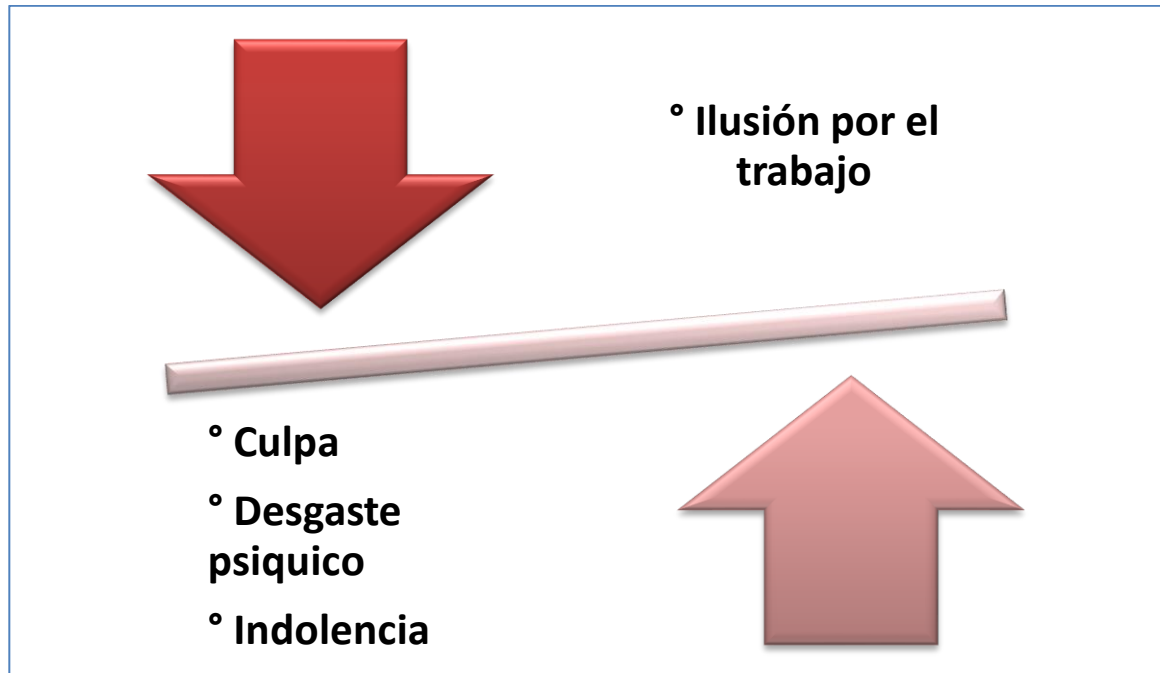 ° Ilusión por el
trabajo
° Culpa
° Desgaste
psiquico
° Indolencia